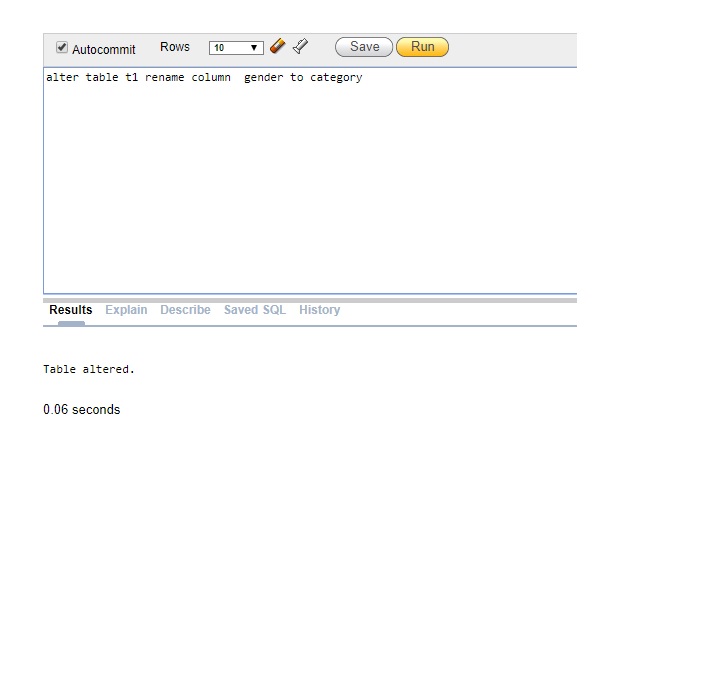 Autocommit Rows 10 Save Run
alter table t1 rename column  gender to category
Results Explain Describe Saved SQL History
Table altered.
0.06 seconds